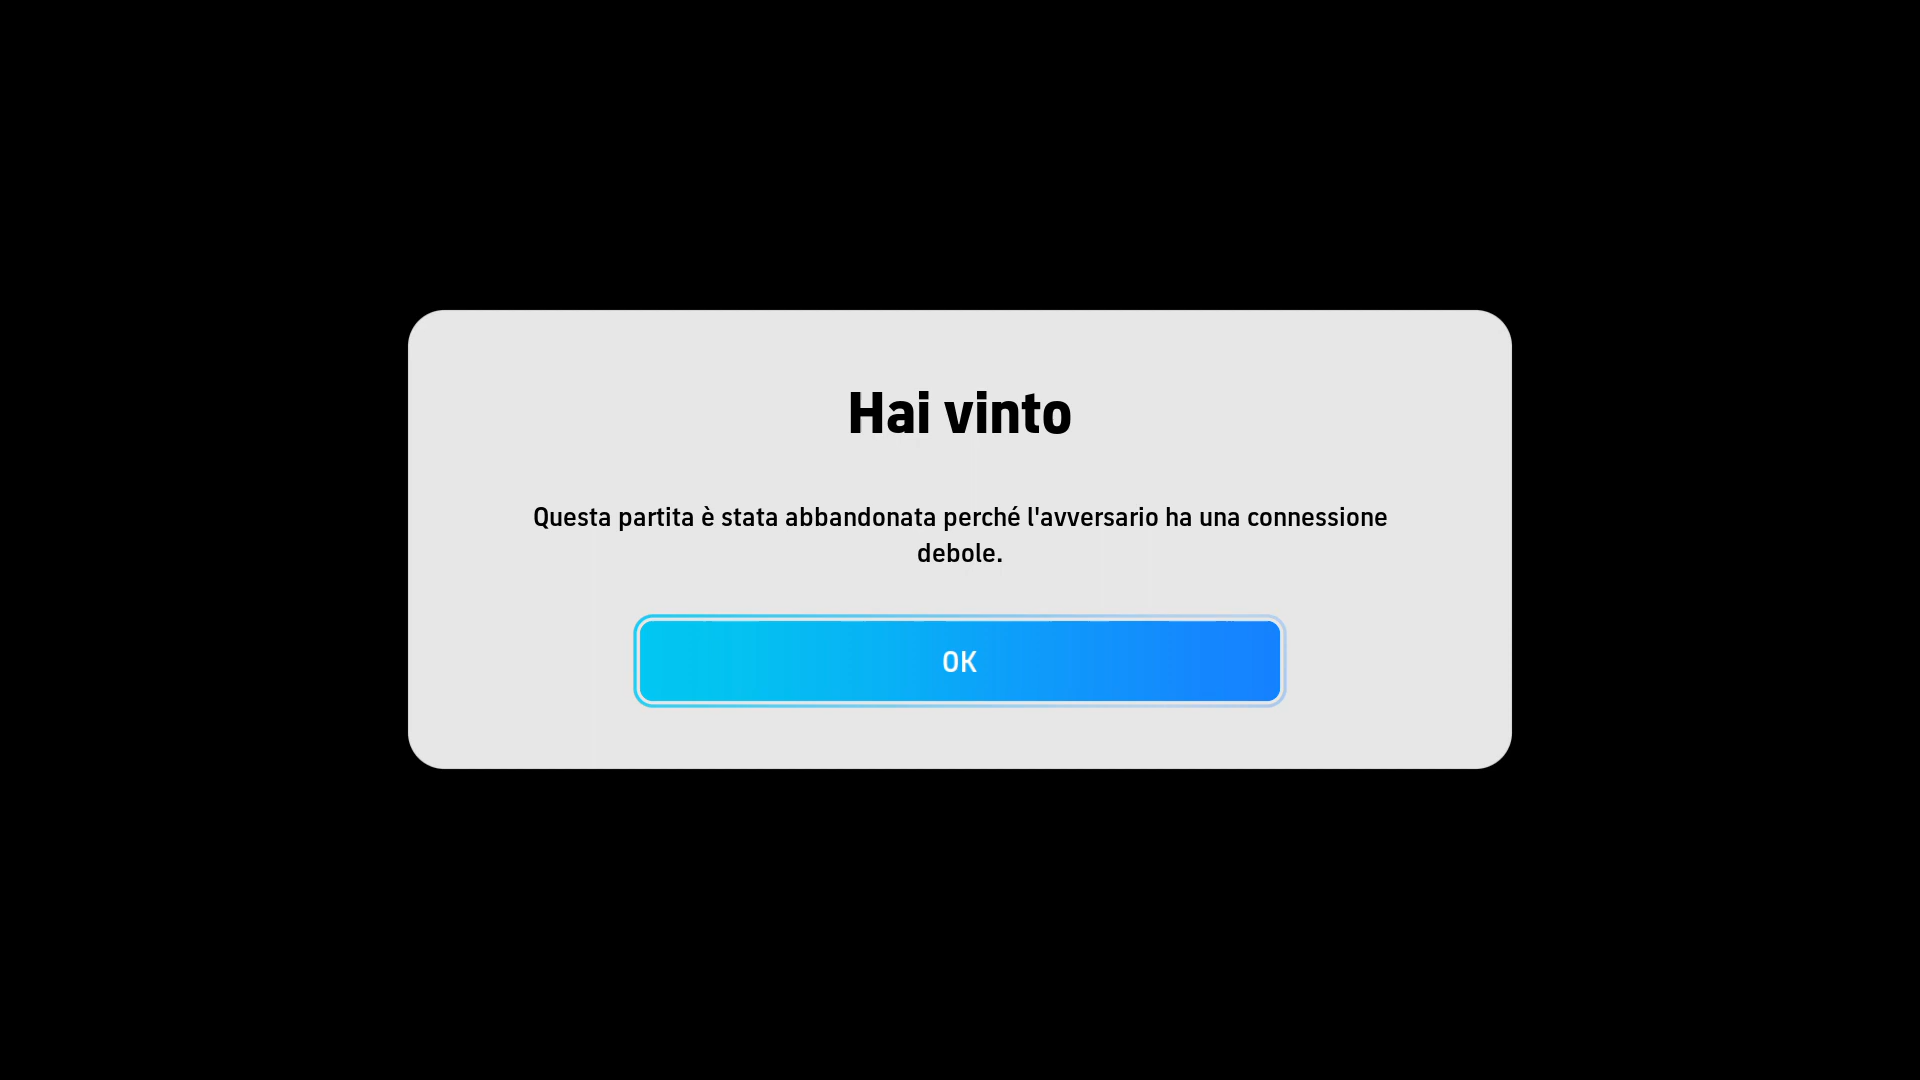 Hai vinto
Questa partita è stata abbandonata perché l'avversario ha una connessione
debole.
OK